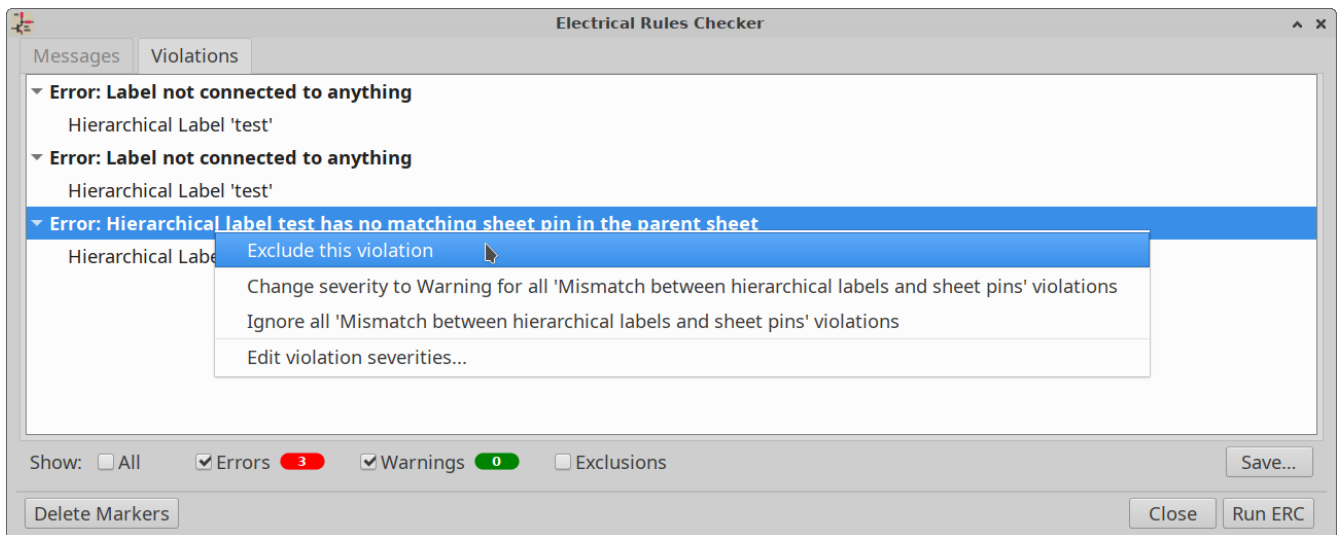 Electrical Rules Checker
Messages Violations
Error: Label not connected to anything
Hierarchical Label 'test'
Error: Label not connected to anything
Hierarchical Label 'test'
Error: Hierarchical label test has no matching sheet pin in the parent sheet
Exclude this violation
Hierarchical Labe
Change severity to Warning for all 'Mismatch between hierarchical labels and sheet pins' violations
Ignore all 'Mismatch between hierarchical labels and sheet pins' violations
Edit violation severities...
Show: All Errors 3 Warnings 0 Exclusions Save...
Delete Markers Close Run ERC